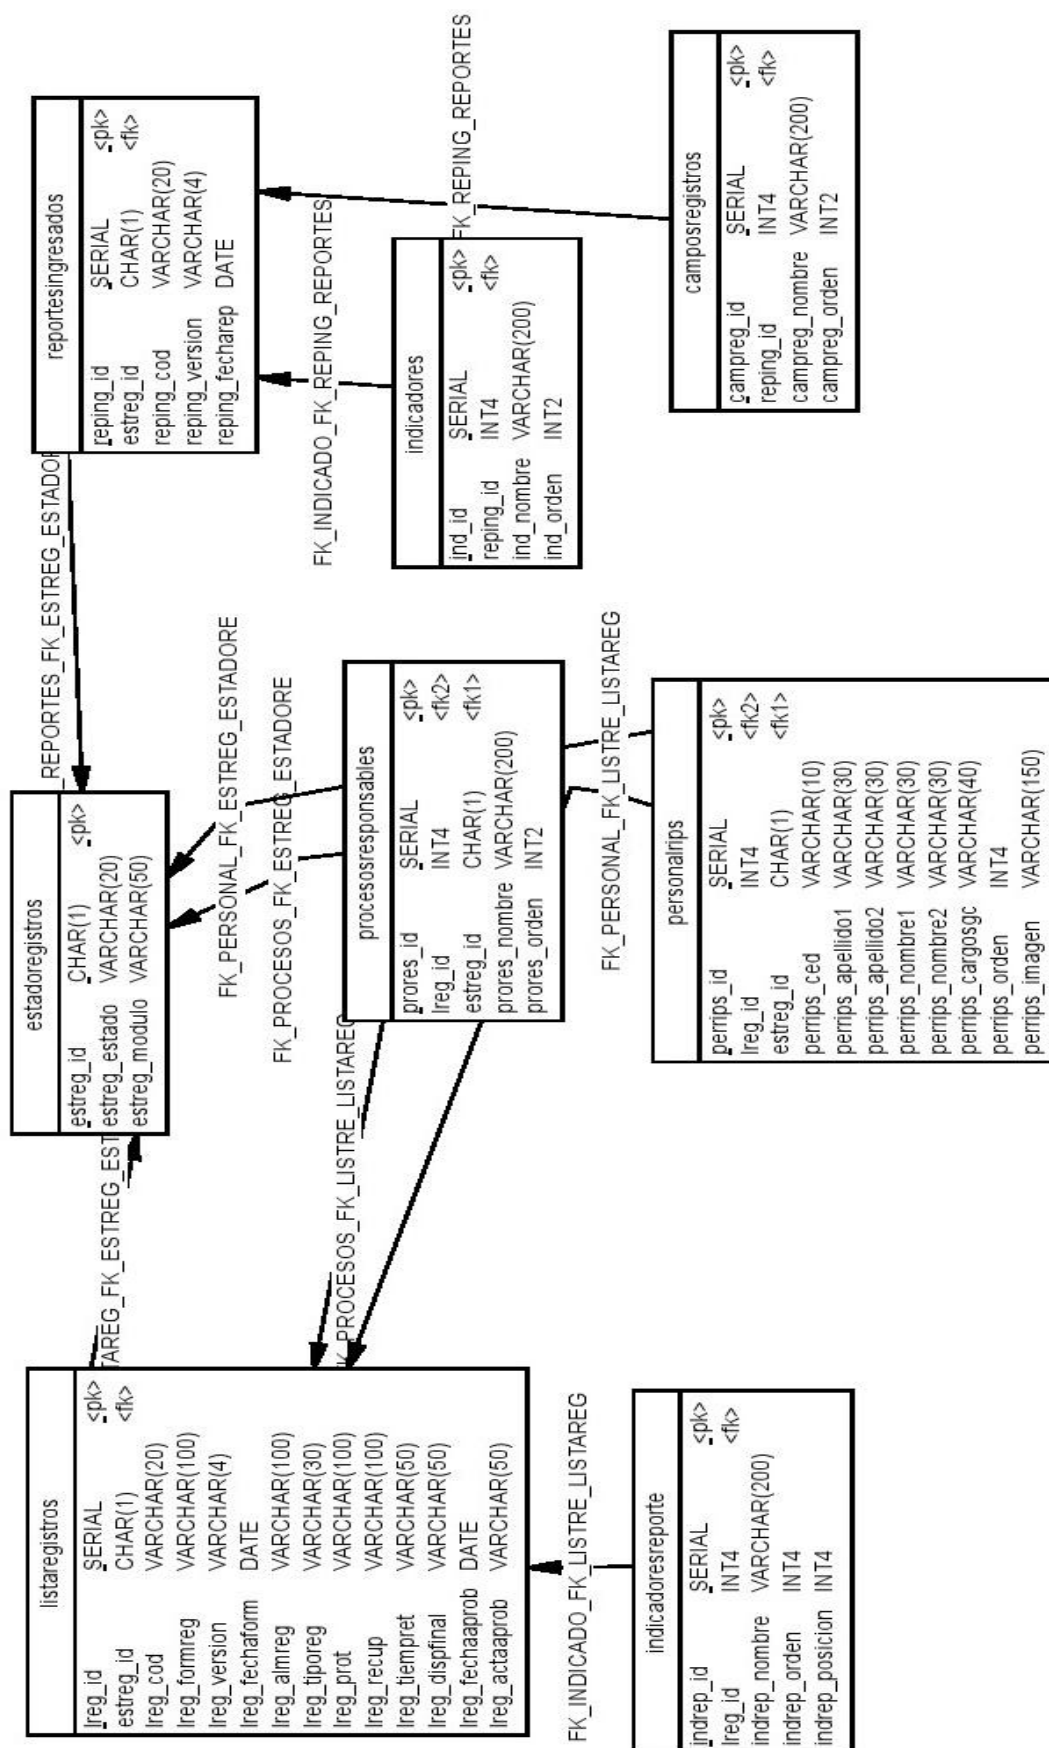 listaregistros
lreg_id SERIAL <pk>
estreg_id CHAR(1) <fk>
lreg_cod VARCHAR(20)
lreg_formreg VARCHAR(100)
lreg_version VARCHAR(4)
lreg_fechaform DATE
lreg_almreg VARCHAR(100)
lreg_tiporeg VARCHAR(30)
lreg_prot VARCHAR(100)
lreg_recup VARCHAR(100)
lreg_tiempret VARCHAR(50)
lreg_dispfinal VARCHAR(50)
lreg_fechaaprob DATE
lreg_actaaprob VARCHAR(50)
TAREG_FK_ESTREG_EST
estadoregistros
estreg_id CHAR(1) <pk>
estreg_estado VARCHAR(20)
estreg_modulo VARCHAR(50)
_REPORTES_FK_ESTREG_ESTADOR
reportesingresados
reping_id SERIAL <pk>
estreg_id CHAR(1) <fk>
reping_cod VARCHAR(20)
reping_version VARCHAR(4)
reping_fecharep DATE
FK_PERSONAL_FK_ESTREG_ESTADORE
FK_PROCESOS_FK_ESTREG_ESTADORE
K_PROCESOS_FK_LISTRE_LISTAREG
FK_INDICADO_FK_REPING_REPORTES
FK_REPING_REPORTES
procesosresponsables
prores_id SERIAL <pk>
lreg_id INT4 <fk2>
estreg_id CHAR(1) <fk1>
prores_nombre VARCHAR(200)
prores_orden INT2
indicadores
ind_id SERIAL <pk>
reping_id INT4 <fk>
ind_nombre VARCHAR(200)
ind_orden INT2
FK_INDICADO_FK_LISTRE_LISTAREG
FK_PERSONAL_FK_LISTRE_LISTAREG
indicadoresreporte
indrep_id SERIAL <pk>
lreg_id INT4 <fk>
indrep_nombre VARCHAR(200)
indrep_orden INT4
indrep_posicion INT4
personalrips
perrips_id SERIAL <pk>
lreg_id INT4 <fk2>
estreg_id CHAR(1) <fk1>
perrips_ced VARCHAR(10)
perrips_apellido1 VARCHAR(30)
perrips_apellido2 VARCHAR(30)
perrips_nombre1 VARCHAR(30)
perrips_nombre2 VARCHAR(30)
perrips_cargosgc VARCHAR(40)
perrips_orden INT4
perrips_imagen VARCHAR(150)
camposregistros
campreg_id SERIAL <pk>
reping_id INT4 <fk>
campreg_nombre VARCHAR(200)
campreg_orden INT2